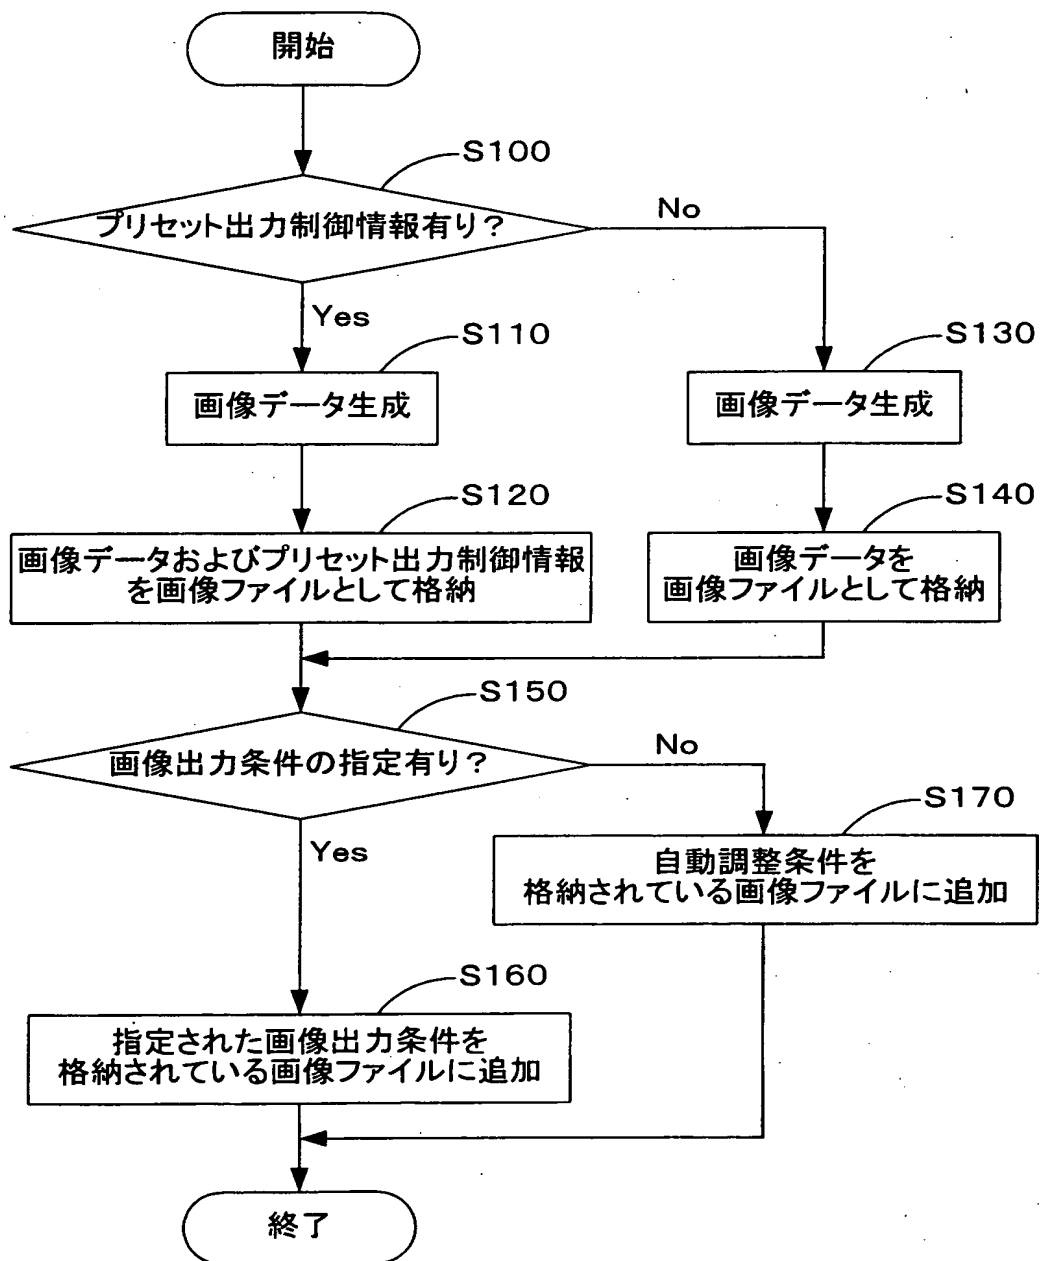 開始
S100
プリセット出力制御情報有り？
No
Yes
S110
S130
画像データ生成
画像データ生成
S120
S140
画像データおよびプリセット出力制御情報
を画像ファイルとして格納
画像データを
画像ファイルとして格納
S150
画像出力条件の指定有り？
No
Yes
S170
自動調整条件を
格納されている画像ファイルに追加
S160
指定された画像出力条件を
格納されている画像ファイルに追加
終了